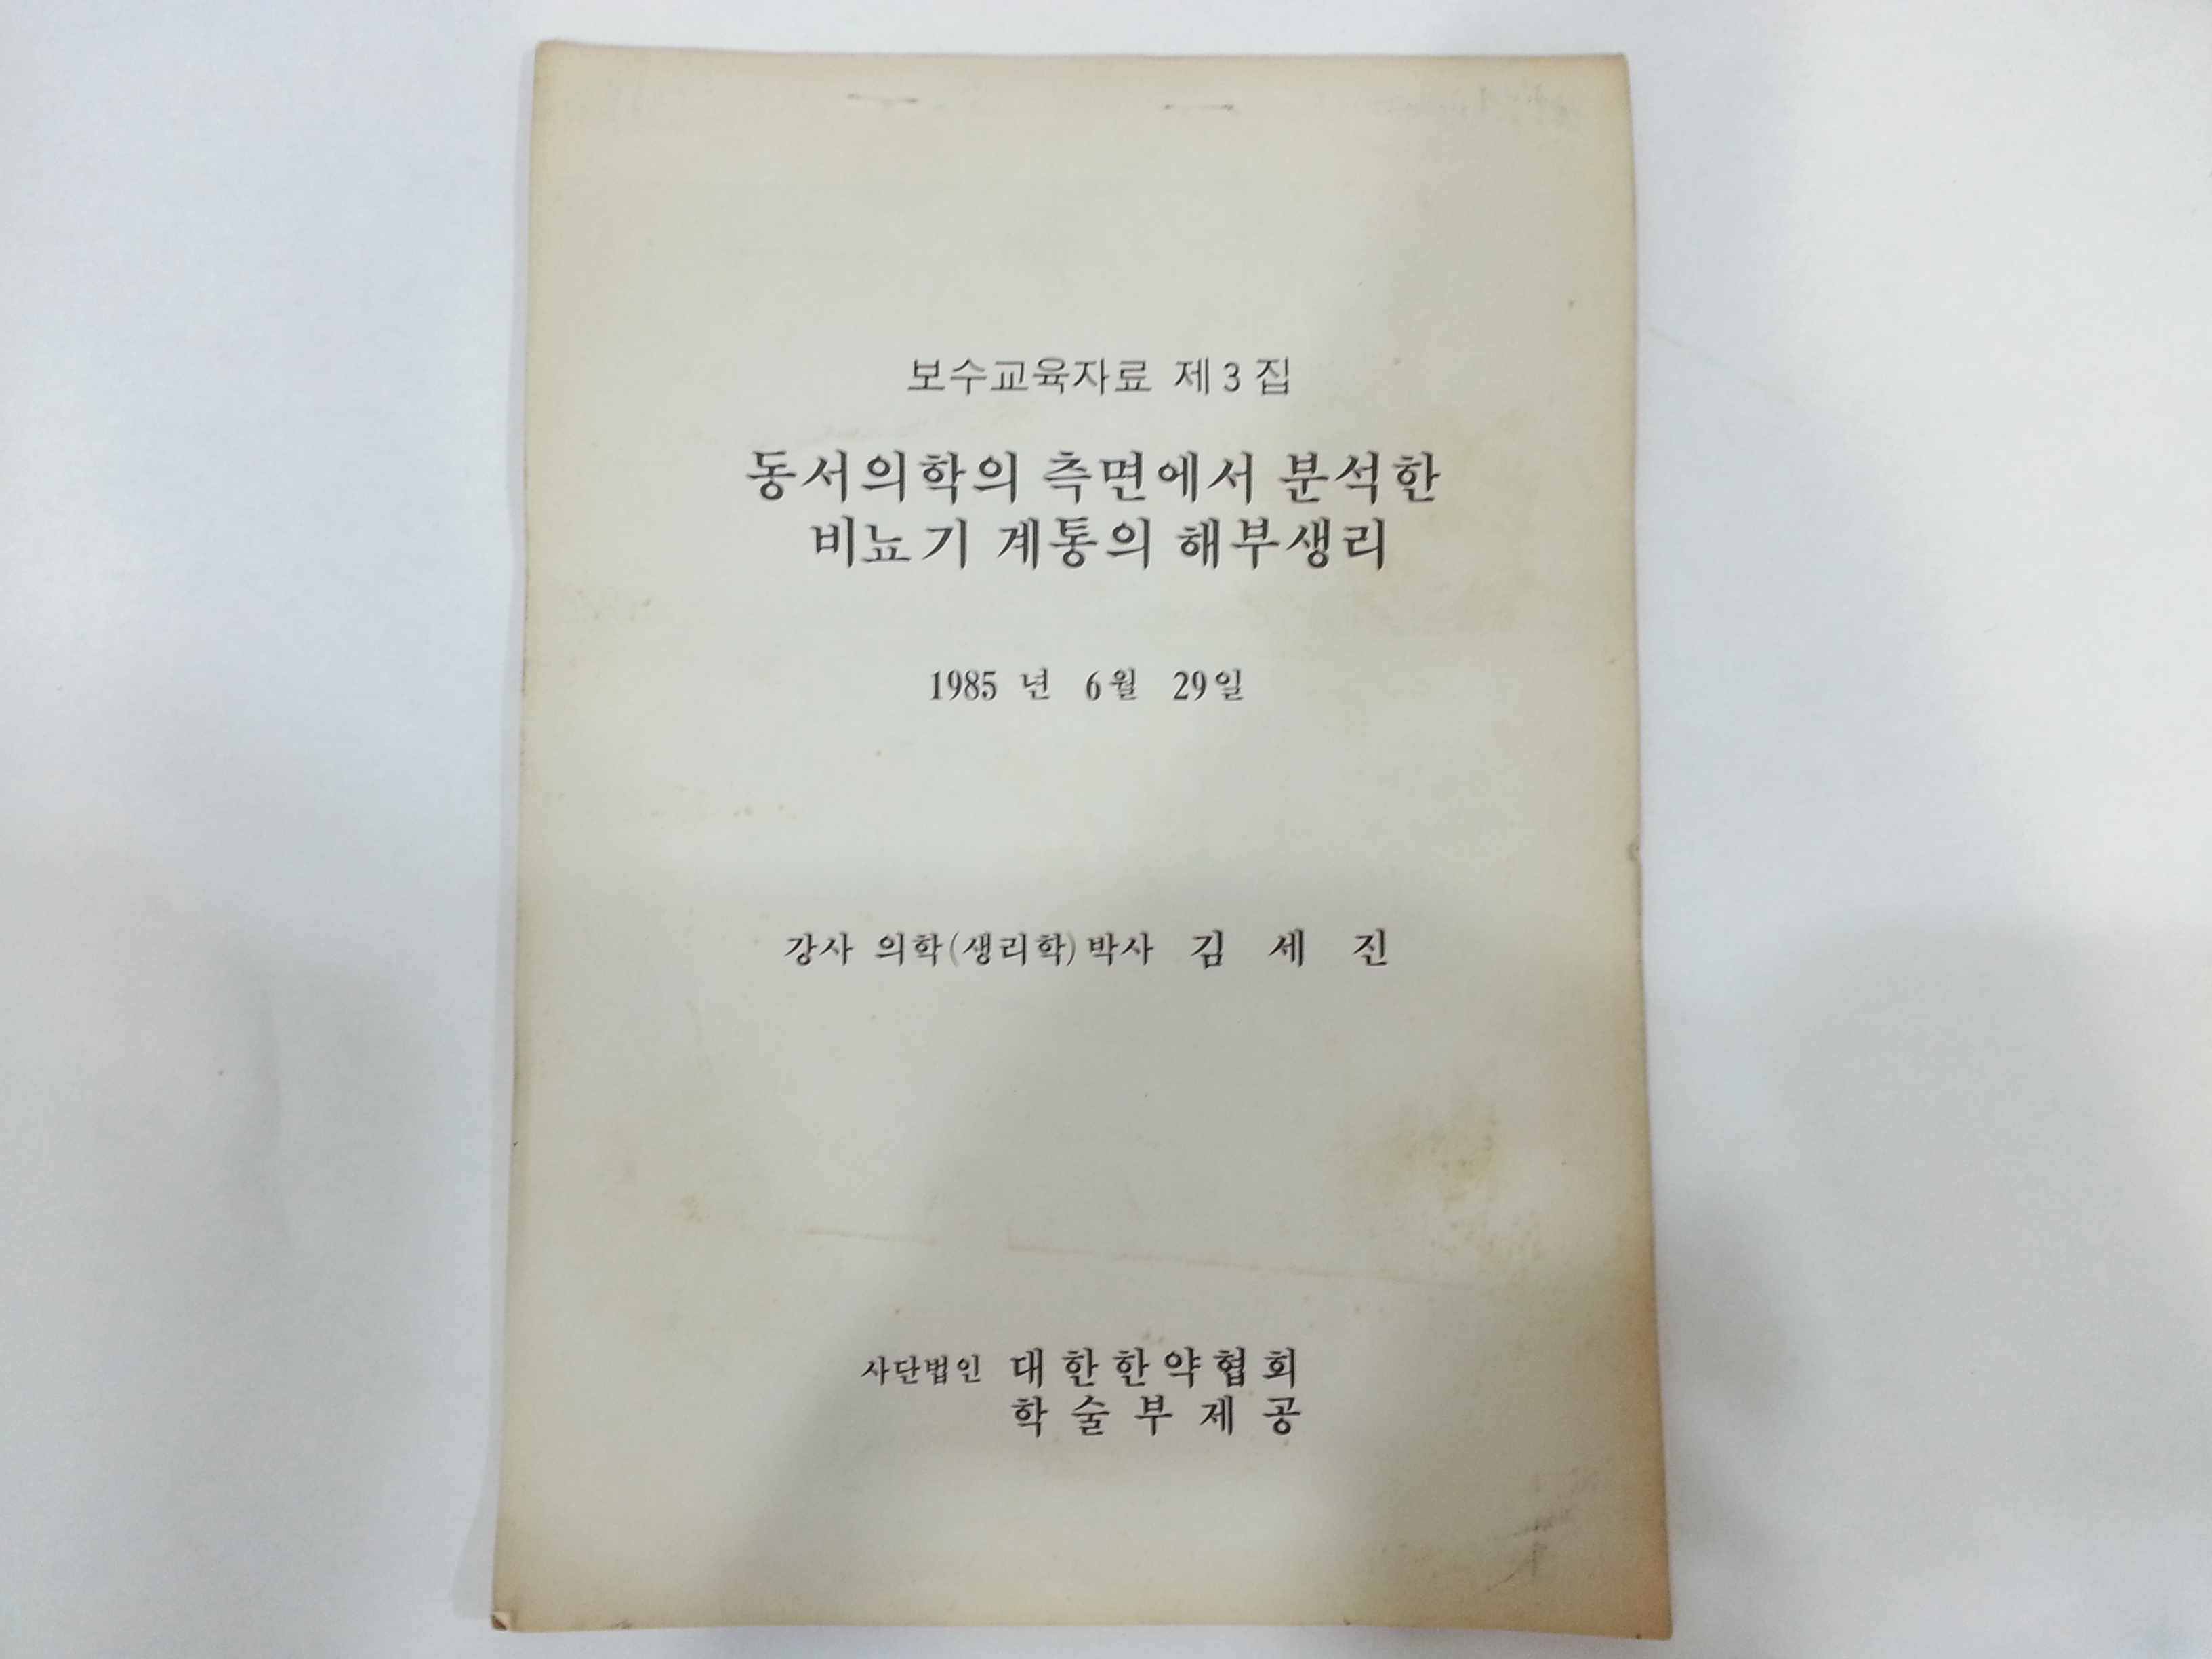 보수교육자료 제3집
동서의학의 측면에서 분석한
비뇨기 계통의 해부생리
1985 년 6월 29일
강사 의학(생리학)박사 김 세 진
사단법인 대한한약협회
학술부제공